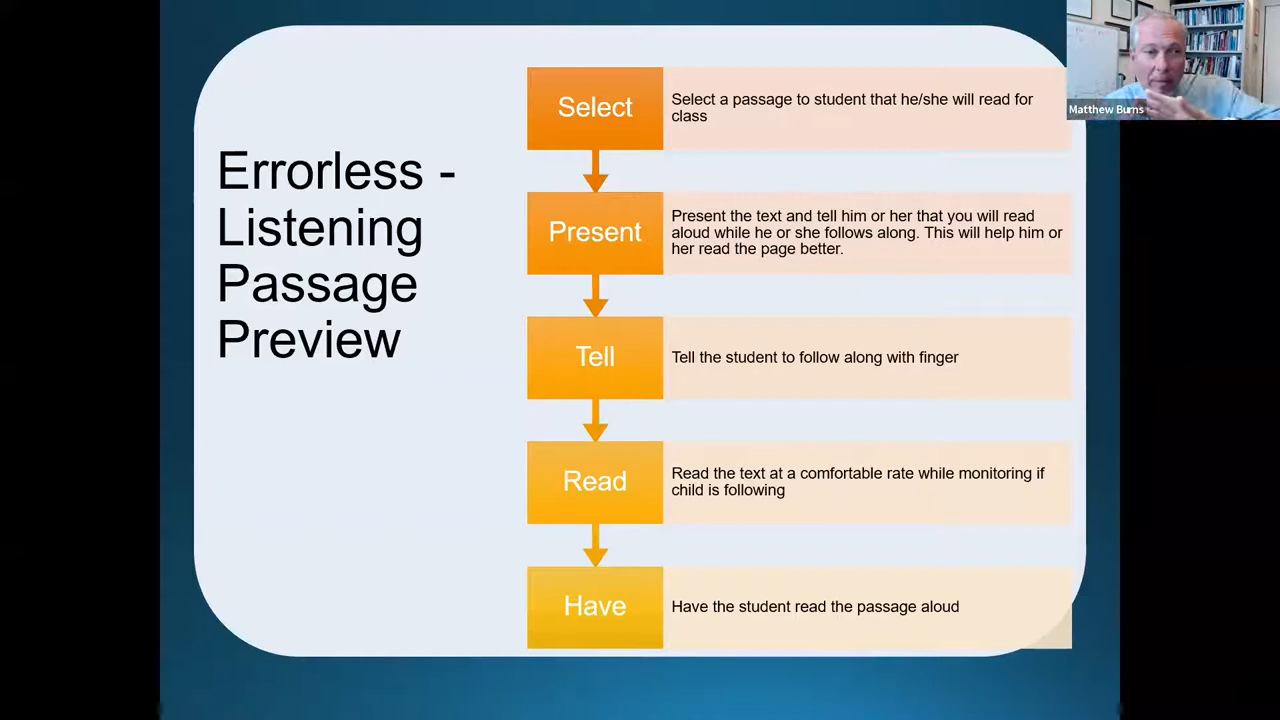 Errorless -
Listening
Passage
Preview
Select
Select a passage to student that he/she will read for
class
Present
Present the text and tell him or her that you will read
aloud while he or she follows along. This will help him or
her read the page better.
Tell
Tell the student to follow along with finger
Read
Read the text at a comfortable rate while monitoring if
child is following
Have
Have the student read the passage aloud
Matthew Burns